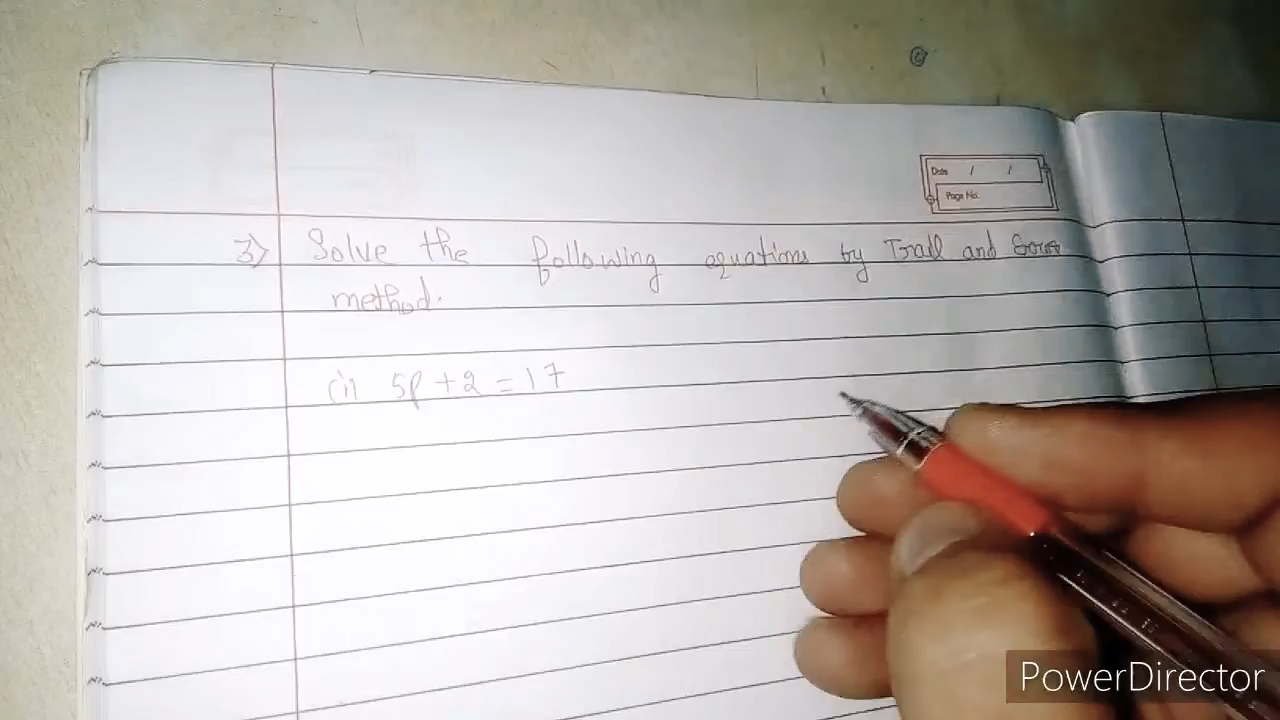 Date / /
Page No.
3) Solve the following equations by Trail and Error
method.
(i) 5p + 2 = 17
PowerDirector